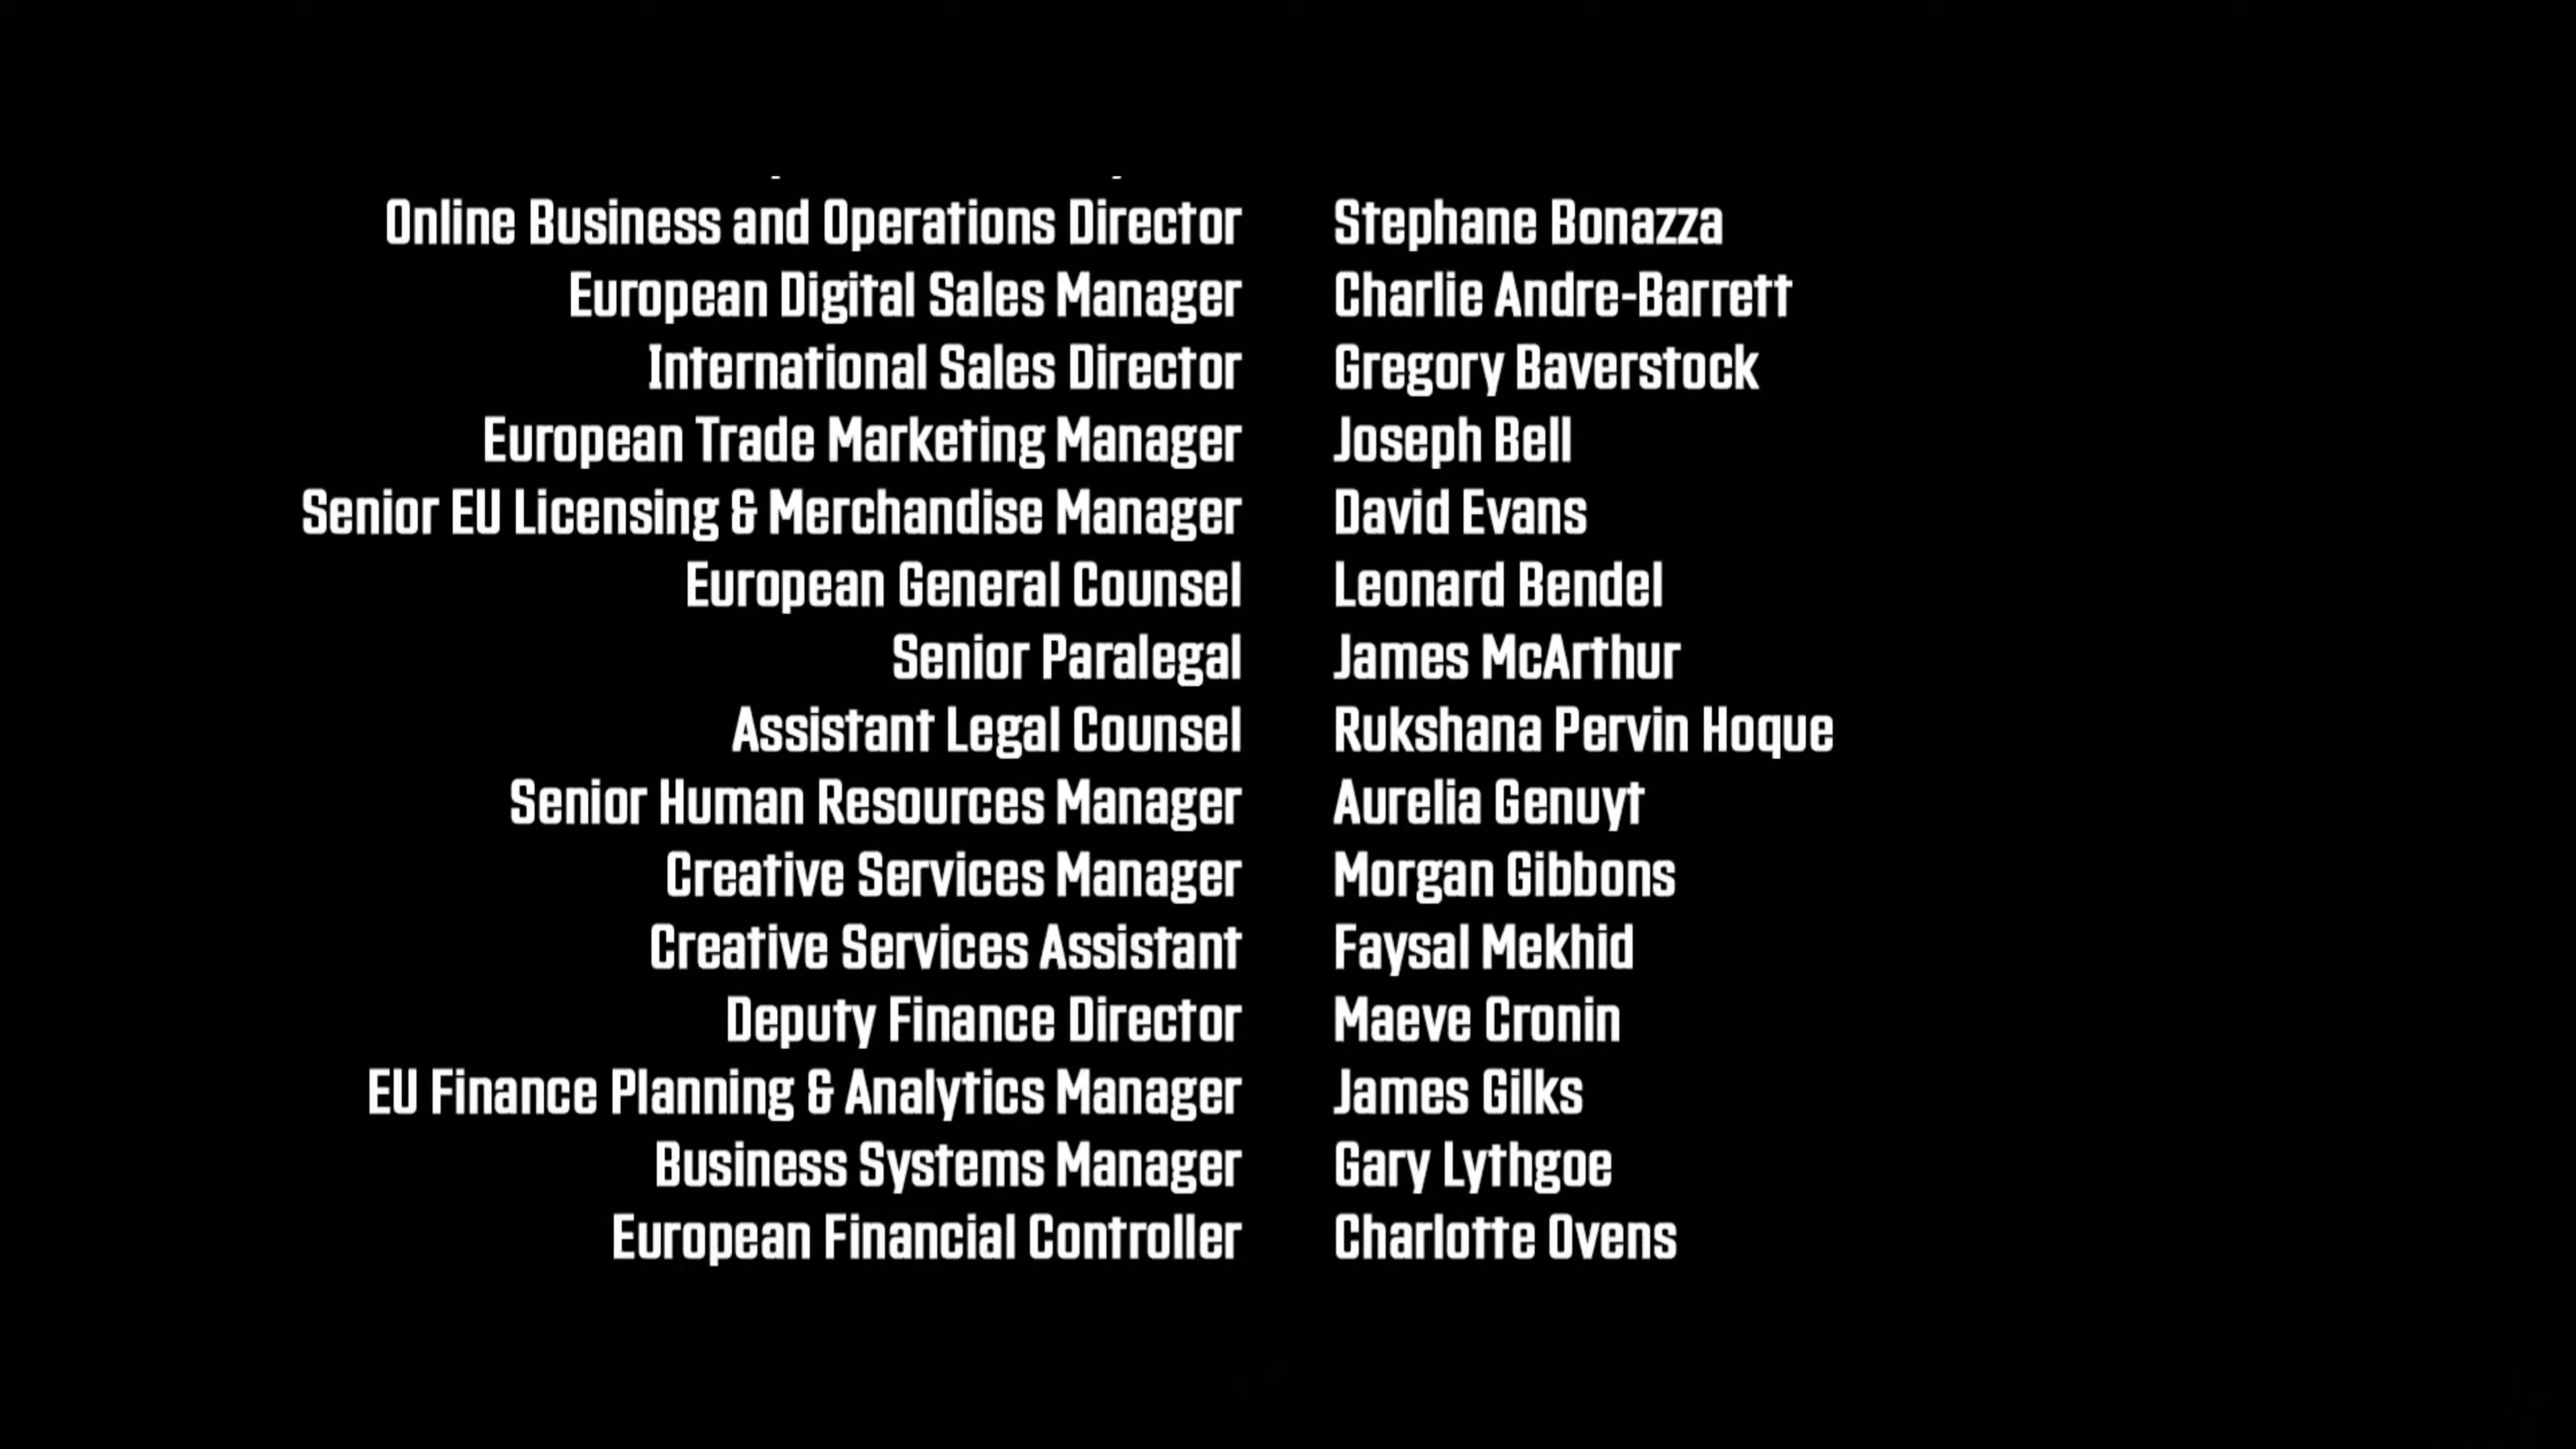 Online Business and Operations Director Stephane Bonazza
European Digital Sales Manager Charlie Andre-Barrett
International Sales Director Gregory Baverstock
European Trade Marketing Manager Joseph Bell
Senior EU Licensing & Merchandise Manager David Evans
European General Counsel Leonard Bendel
Senior Paralegal James McArthur
Assistant Legal Counsel Rukshana Pervin Hoque
Senior Human Resources Manager Aurelia Genuyt
Creative Services Manager Morgan Gibbons
Creative Services Assistant Faysal Mekhid
Deputy Finance Director Maeve Cronin
EU Finance Planning & Analytics Manager James Gilks
Business Systems Manager Gary Lythgoe
European Financial Controller Charlotte Ovens